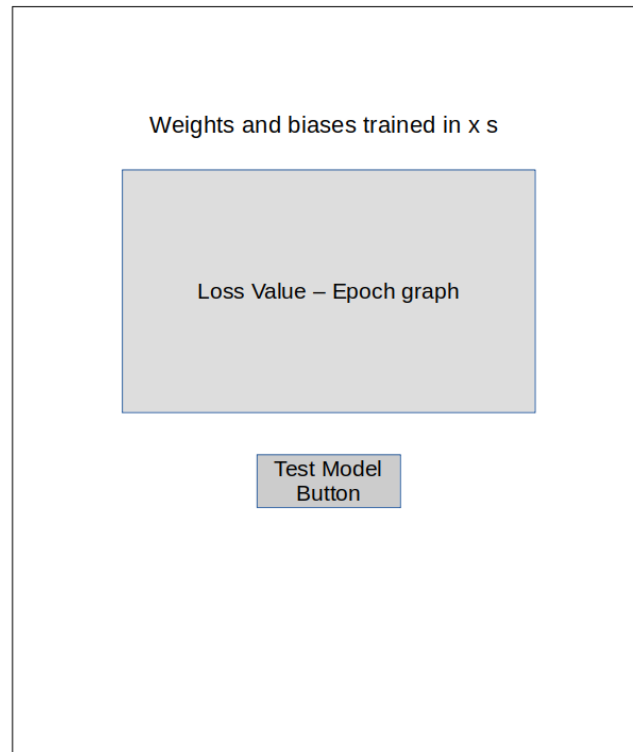 Weights and biases trained in x s
Loss Value – Epoch graph
Test Model
Button